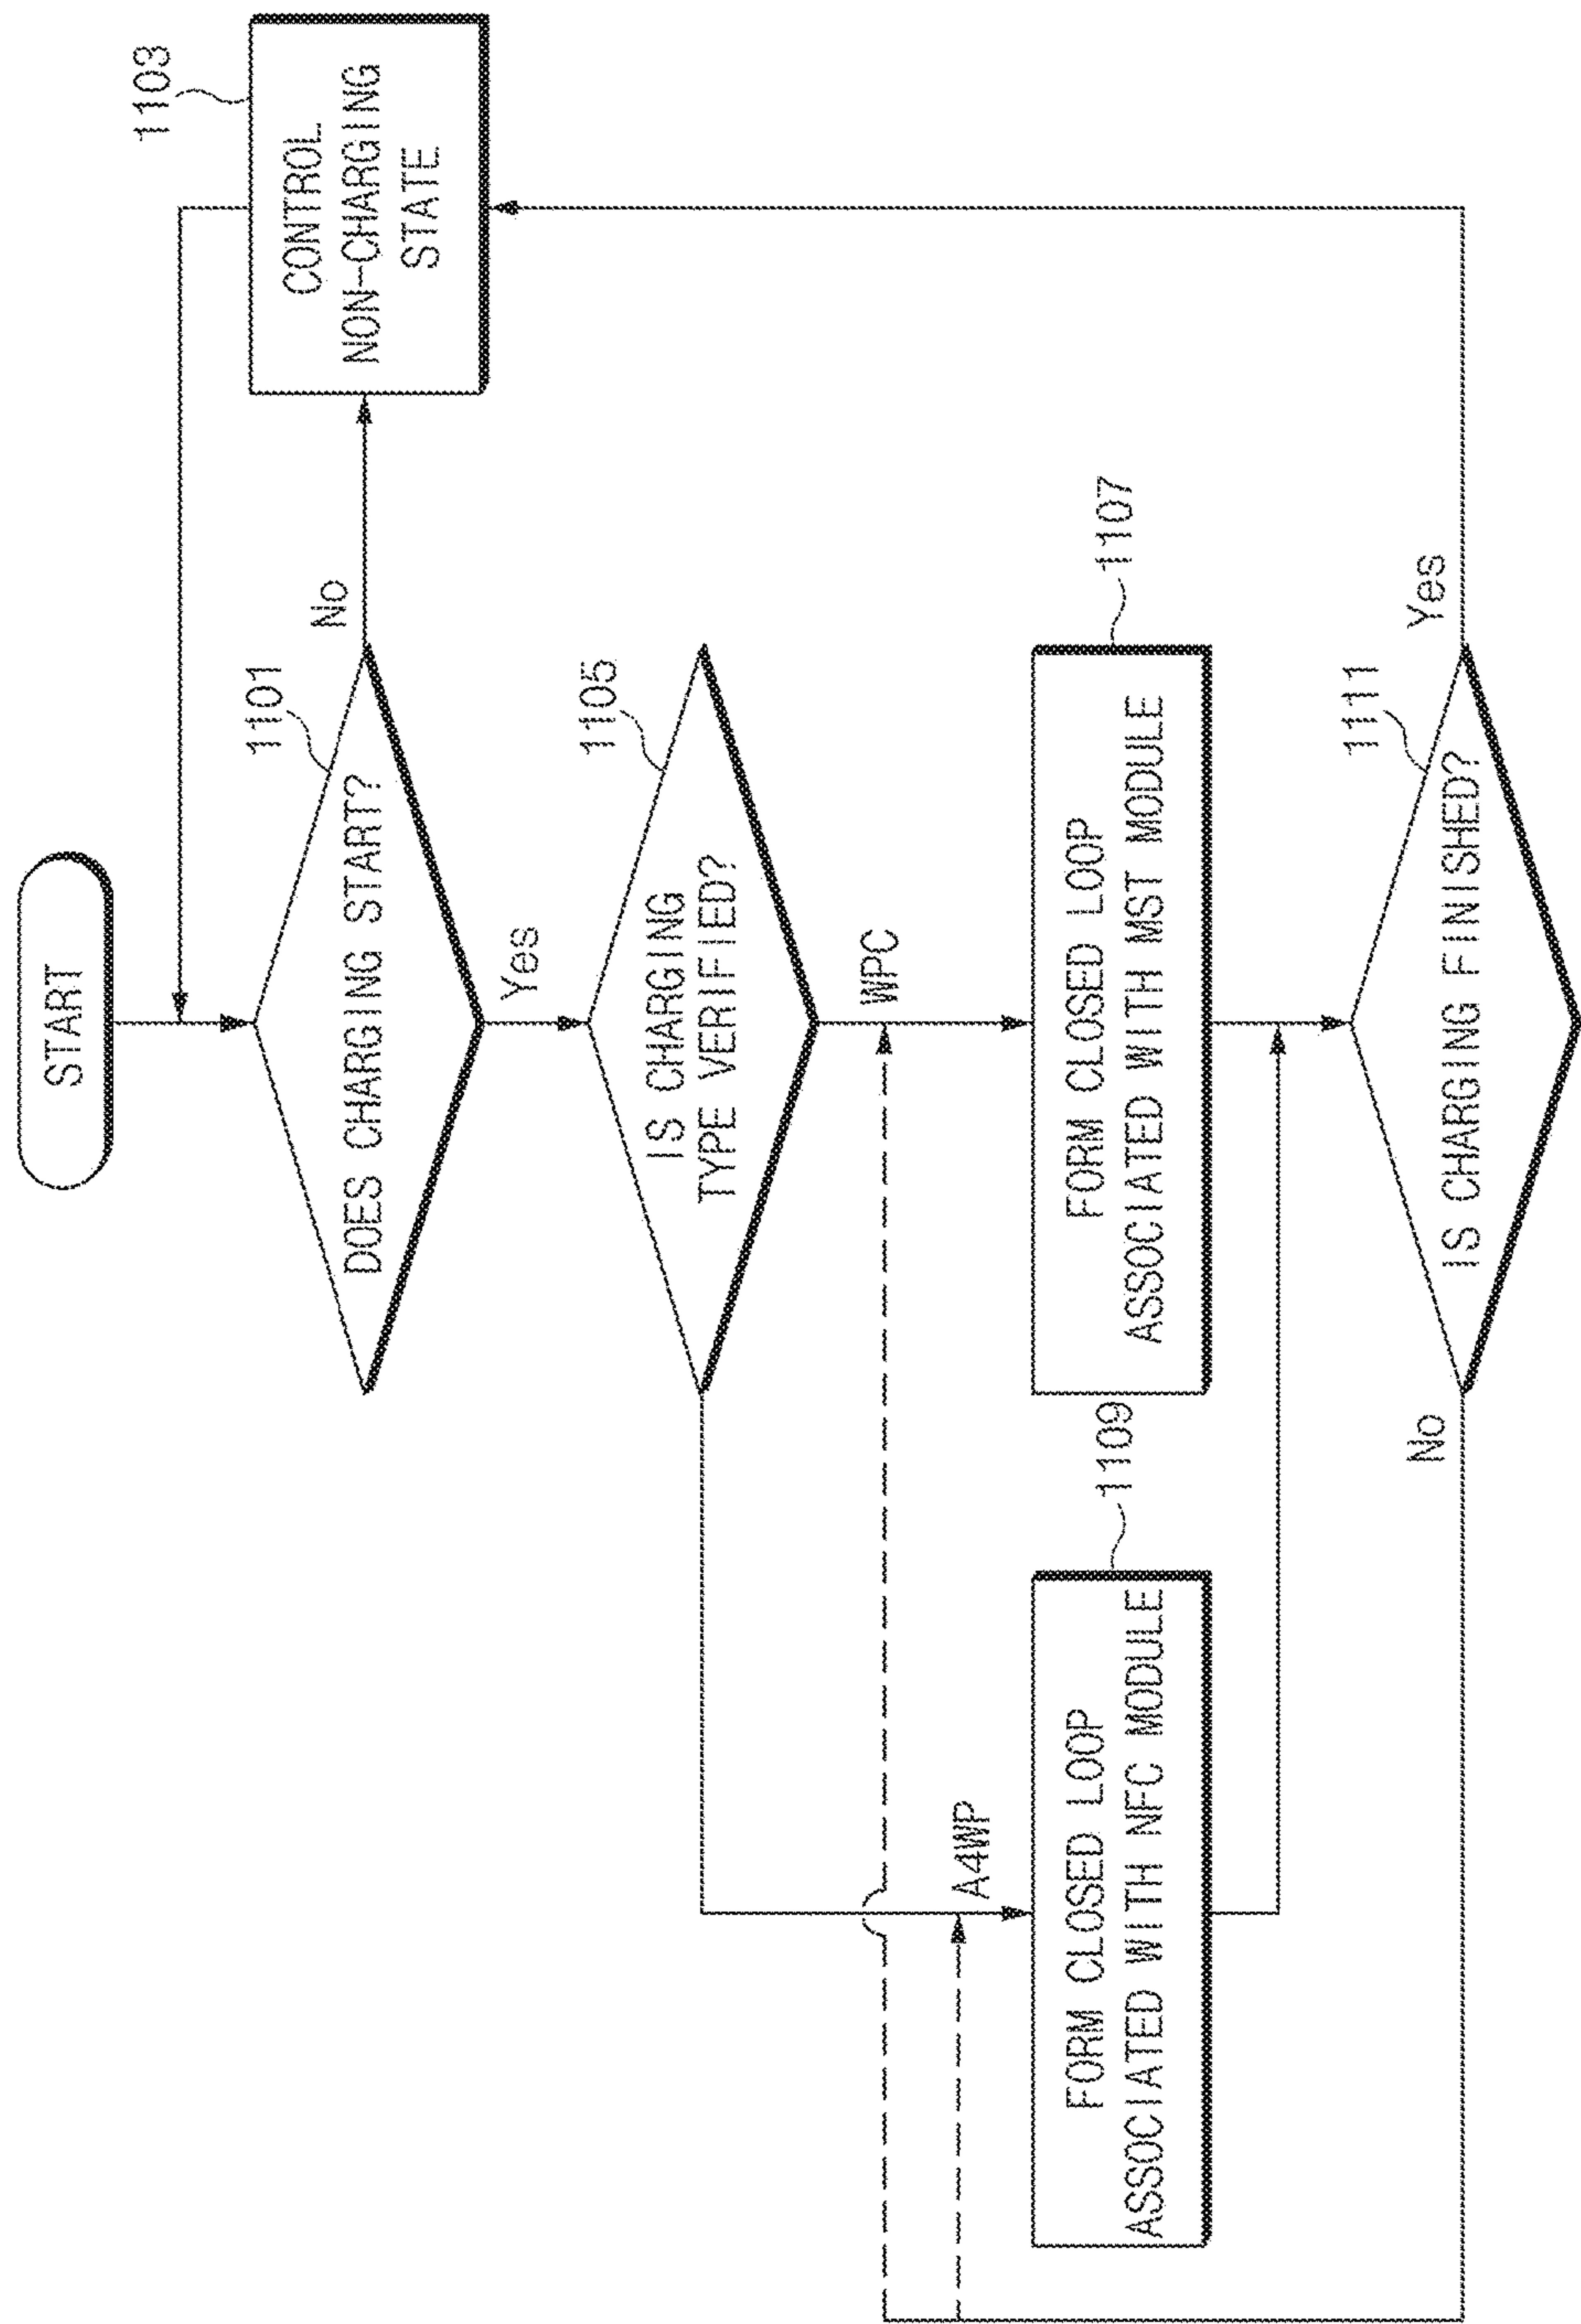 START
1101
DOES CHARGING START?
No
1103
CONTROL
NON-CHARGING
STATE
Yes
1105
IS CHARGING
TYPE VERIFIED?
WPC
A4WP
1109
FORM CLOSED LOOP
ASSOCIATED WITH NFC MODULE
1107
FORM CLOSED LOOP
ASSOCIATED WITH MST MODULE
1111
IS CHARGING FINISHED?
No
Yes